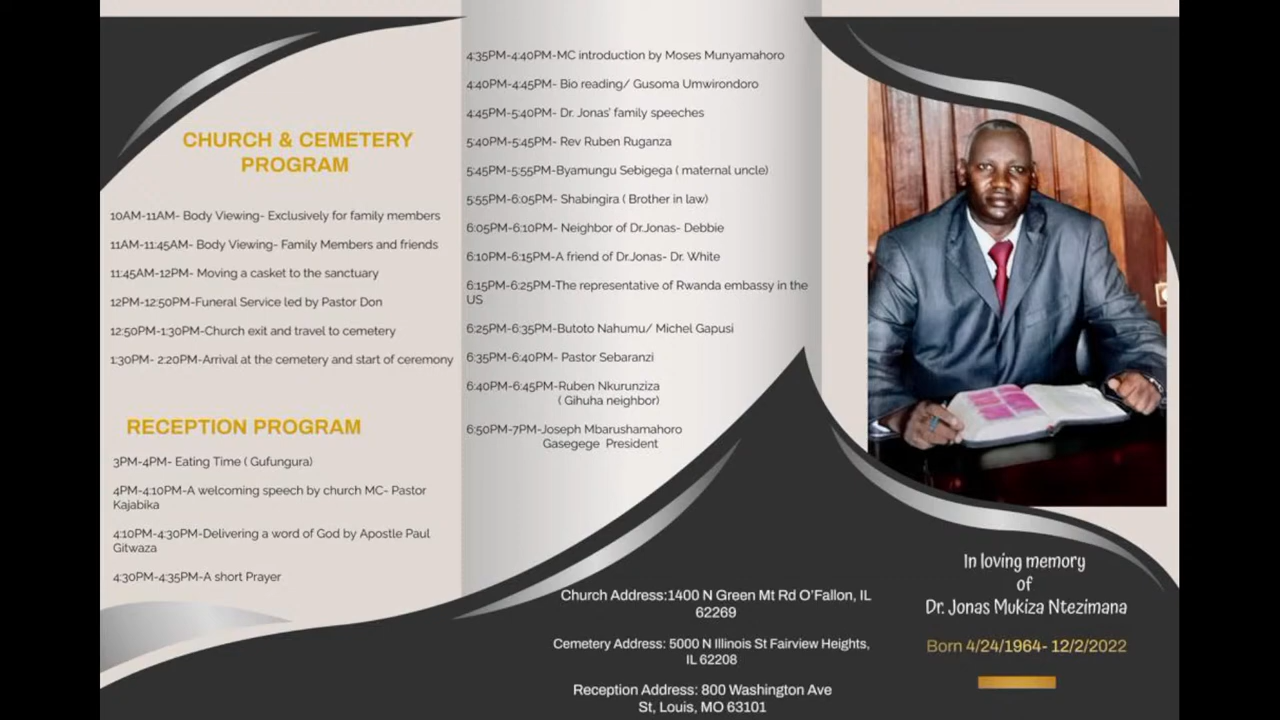 CHURCH & CEMETERY
PROGRAM
10AM-11AM- Body Viewing- Exclusively for family members
11AM-11:45AM- Body Viewing- Family Members and friends
11:45AM-12PM- Moving a casket to the sanctuary
12PM-12:50PM-Funeral Service led by Pastor Don
12:50PM-1:30PM-Church exit and travel to cemetery
1:30PM- 2:20PM-Arrival at the cemetery and start of ceremony
RECEPTION PROGRAM
3PM-4PM- Eating Time ( Gufungura)
4PM-4:10PM-A welcoming speech by church MC- Pastor
Kajabika
4:10PM-4:30PM-Delivering a word of God by Apostle Paul
Gitwaza
4:30PM-4:35PM-A short Prayer
4:35PM-4:40PM-MC introduction by Moses Munyamahoro
4:40PM-4:45PM- Bio reading/ Gusoma Umwirondoro
4:45PM-5:40PM- Dr. Jonas' family speeches
5:40PM-5:45PM- Rev Ruben Ruganza
5:45PM-5:55PM-Byamungu Sebigega ( maternal uncle)
5:55PM-6:05PM- Shabingira ( Brother in law)
6:05PM-6:10PM- Neighbor of Dr.Jonas- Debbie
6:10PM-6:15PM-A friend of Dr.Jonas- Dr. White
6:15PM-6:25PM-The representative of Rwanda embassy in the
US
6:25PM-6:35PM-Butoto Nahumu/ Michel Gapusi
6:35PM-6:40PM- Pastor Sebaranzi
6:40PM-6:45PM-Ruben Nkurunziza
( Gihuha neighbor)
6:50PM-7PM-Joseph Mbarushamahoro
Gasegege President
Church Address:1400 N Green Mt Rd O'Fallon, IL
62269
Cemetery Address: 5000 N Illinois St Fairview Heights,
IL 62208
Reception Address: 800 Washington Ave
St, Louis, MO 63101
In loving memory
of
Dr. Jonas Mukiza Ntezimana
Born 4/24/1964- 12/2/2022